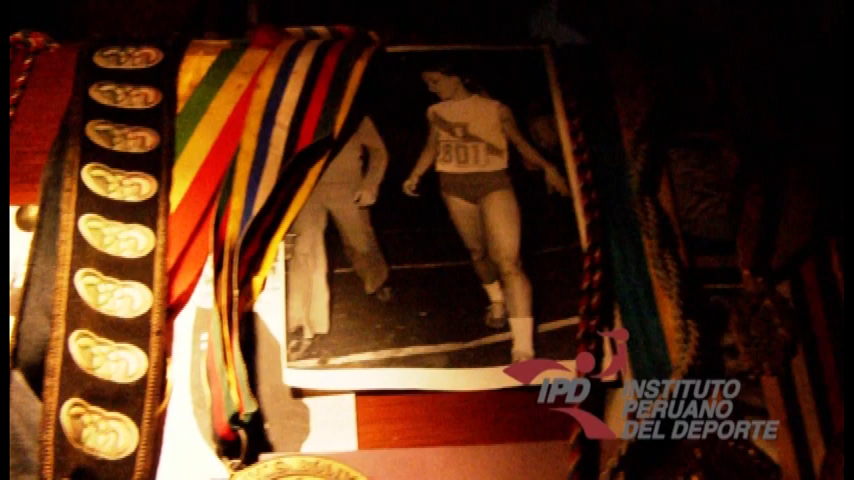 801
IPD
INSTITUTO
PERUANO
DEL DEPORTE